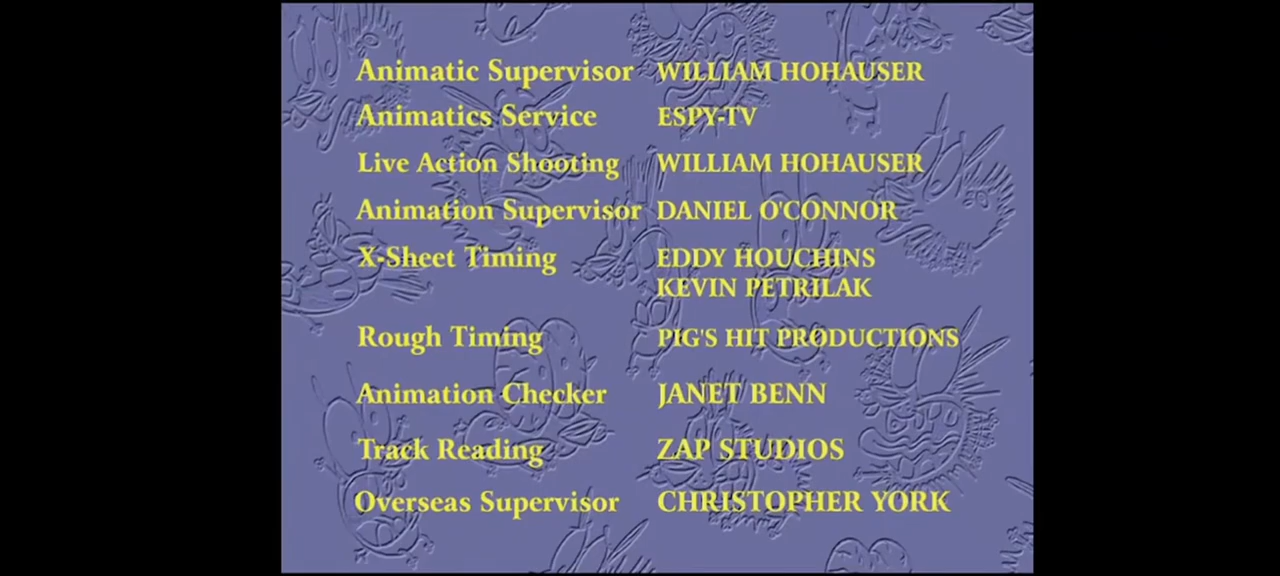 Animatic Supervisor WILLIAM HOHAUSER
Animatics Service ESPY-TV
Live Action Shooting WILLIAM HOHAUSER
Animation Supervisor DANIEL O'CONNOR
X-Sheet Timing EDDY HOUCHINS
KEVIN PETRILAK
Rough Timing PIG'S HIT PRODUCTIONS
Animation Checker JANET BENN
Track Reading ZAP STUDIOS
Overseas Supervisor CHRISTOPHER YORK